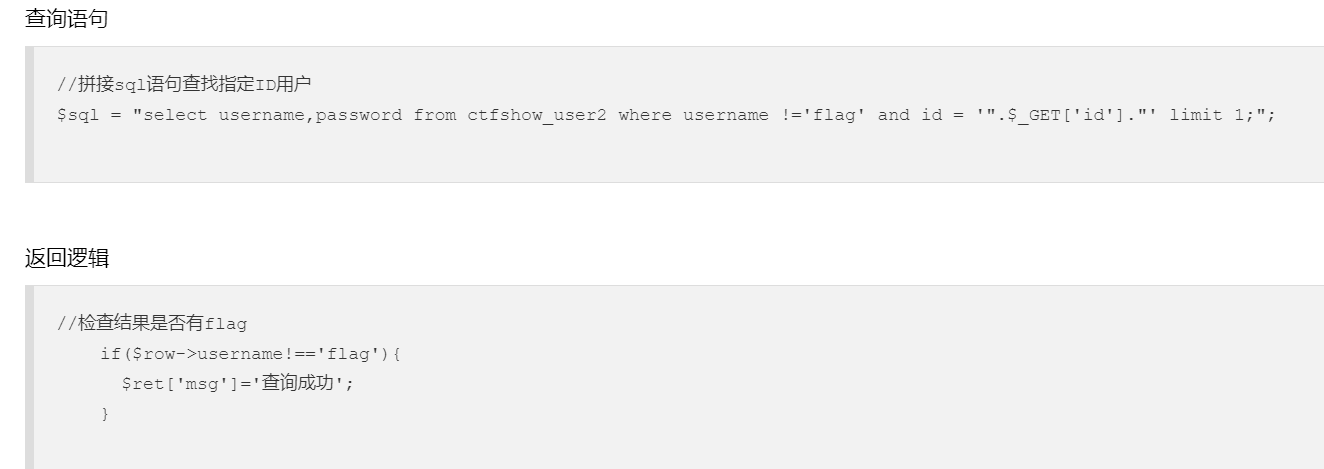 查询语句
//拼接sql语句查找指定ID用户
$sql = "select username,password from ctfshow_user2 where username !='flag' and id = '".$_GET['id']."' limit 1;";
返回逻辑
//检查结果是否有flag
if($row->username!=='flag'){
$ret['msg']='查询成功';
}